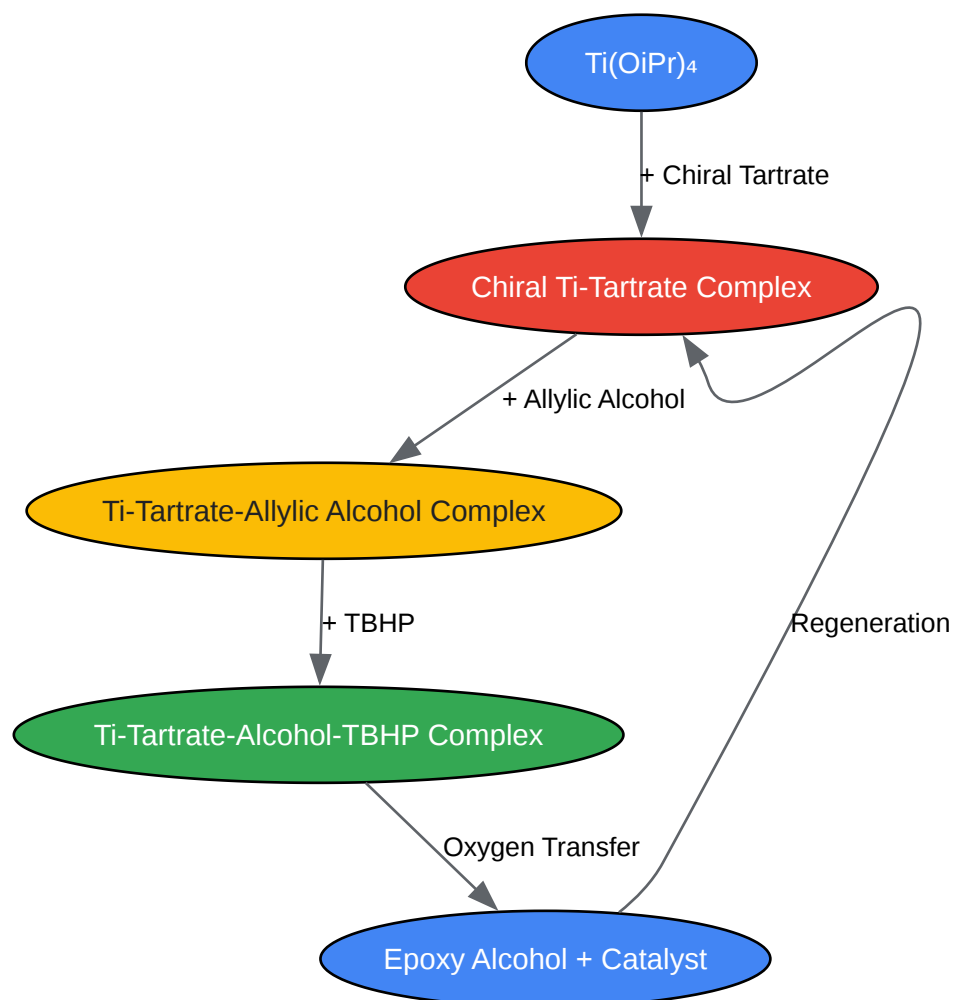 Ti(OiPr)₄
+ Chiral Tartrate
Chiral Ti-Tartrate Complex
+ Allylic Alcohol
Ti-Tartrate-Allylic Alcohol Complex
+ TBHP
Regeneration
Ti-Tartrate-Alcohol-TBHP Complex
Oxygen Transfer
Epoxy Alcohol + Catalyst